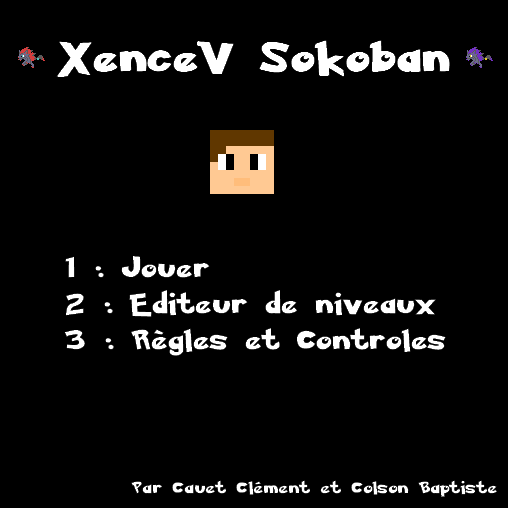 XenceV Sokoban
1 : Jouer
2 : Editeur de niveaux
3 : Règles et Controles
Par Cauet Clément et Colson Baptiste